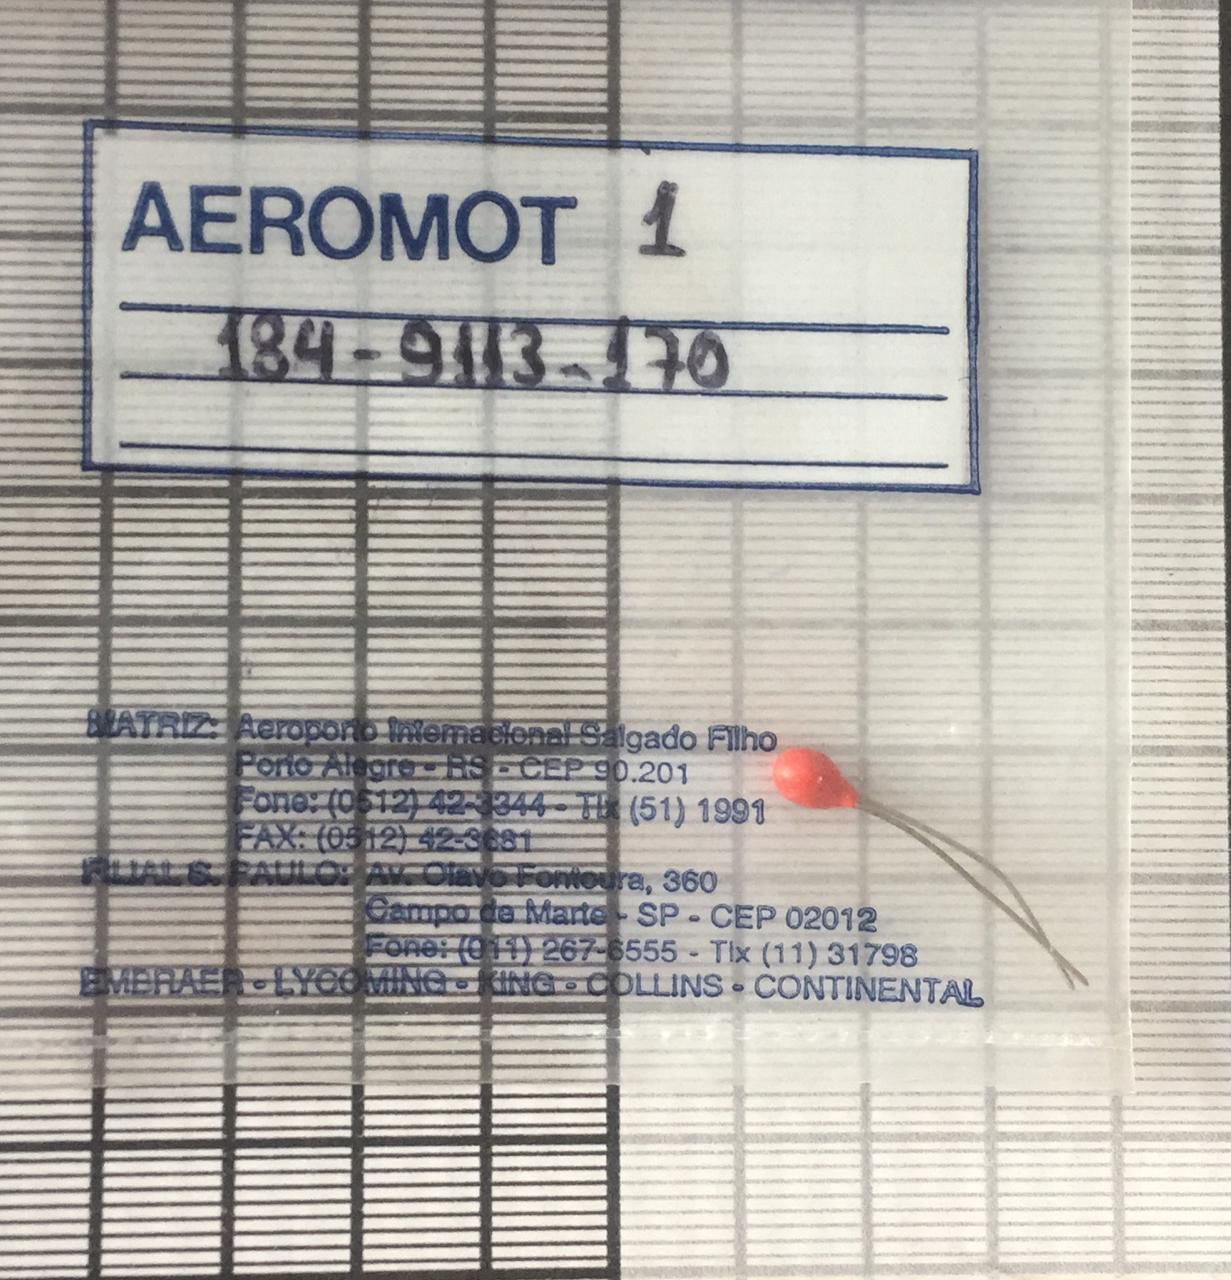 AEROMOT 1
184-9113-170
MATRIZ: Aeroporto Internacional Salgado Filho
Porto Alegre - RS - CEP 90.201
Fone: (0512) 42-3344 - Tlx (51) 1991
FAX: (0512) 42-3681
FILIAL S. PAULO: Av. Olavo Fontoura, 360
Campo de Marte - SP - CEP 02012
Fone: (011) 267-6555 - Tlx (11) 31798
EMBRAER - LYCOMING - KING - COLLINS - CONTINENTAL